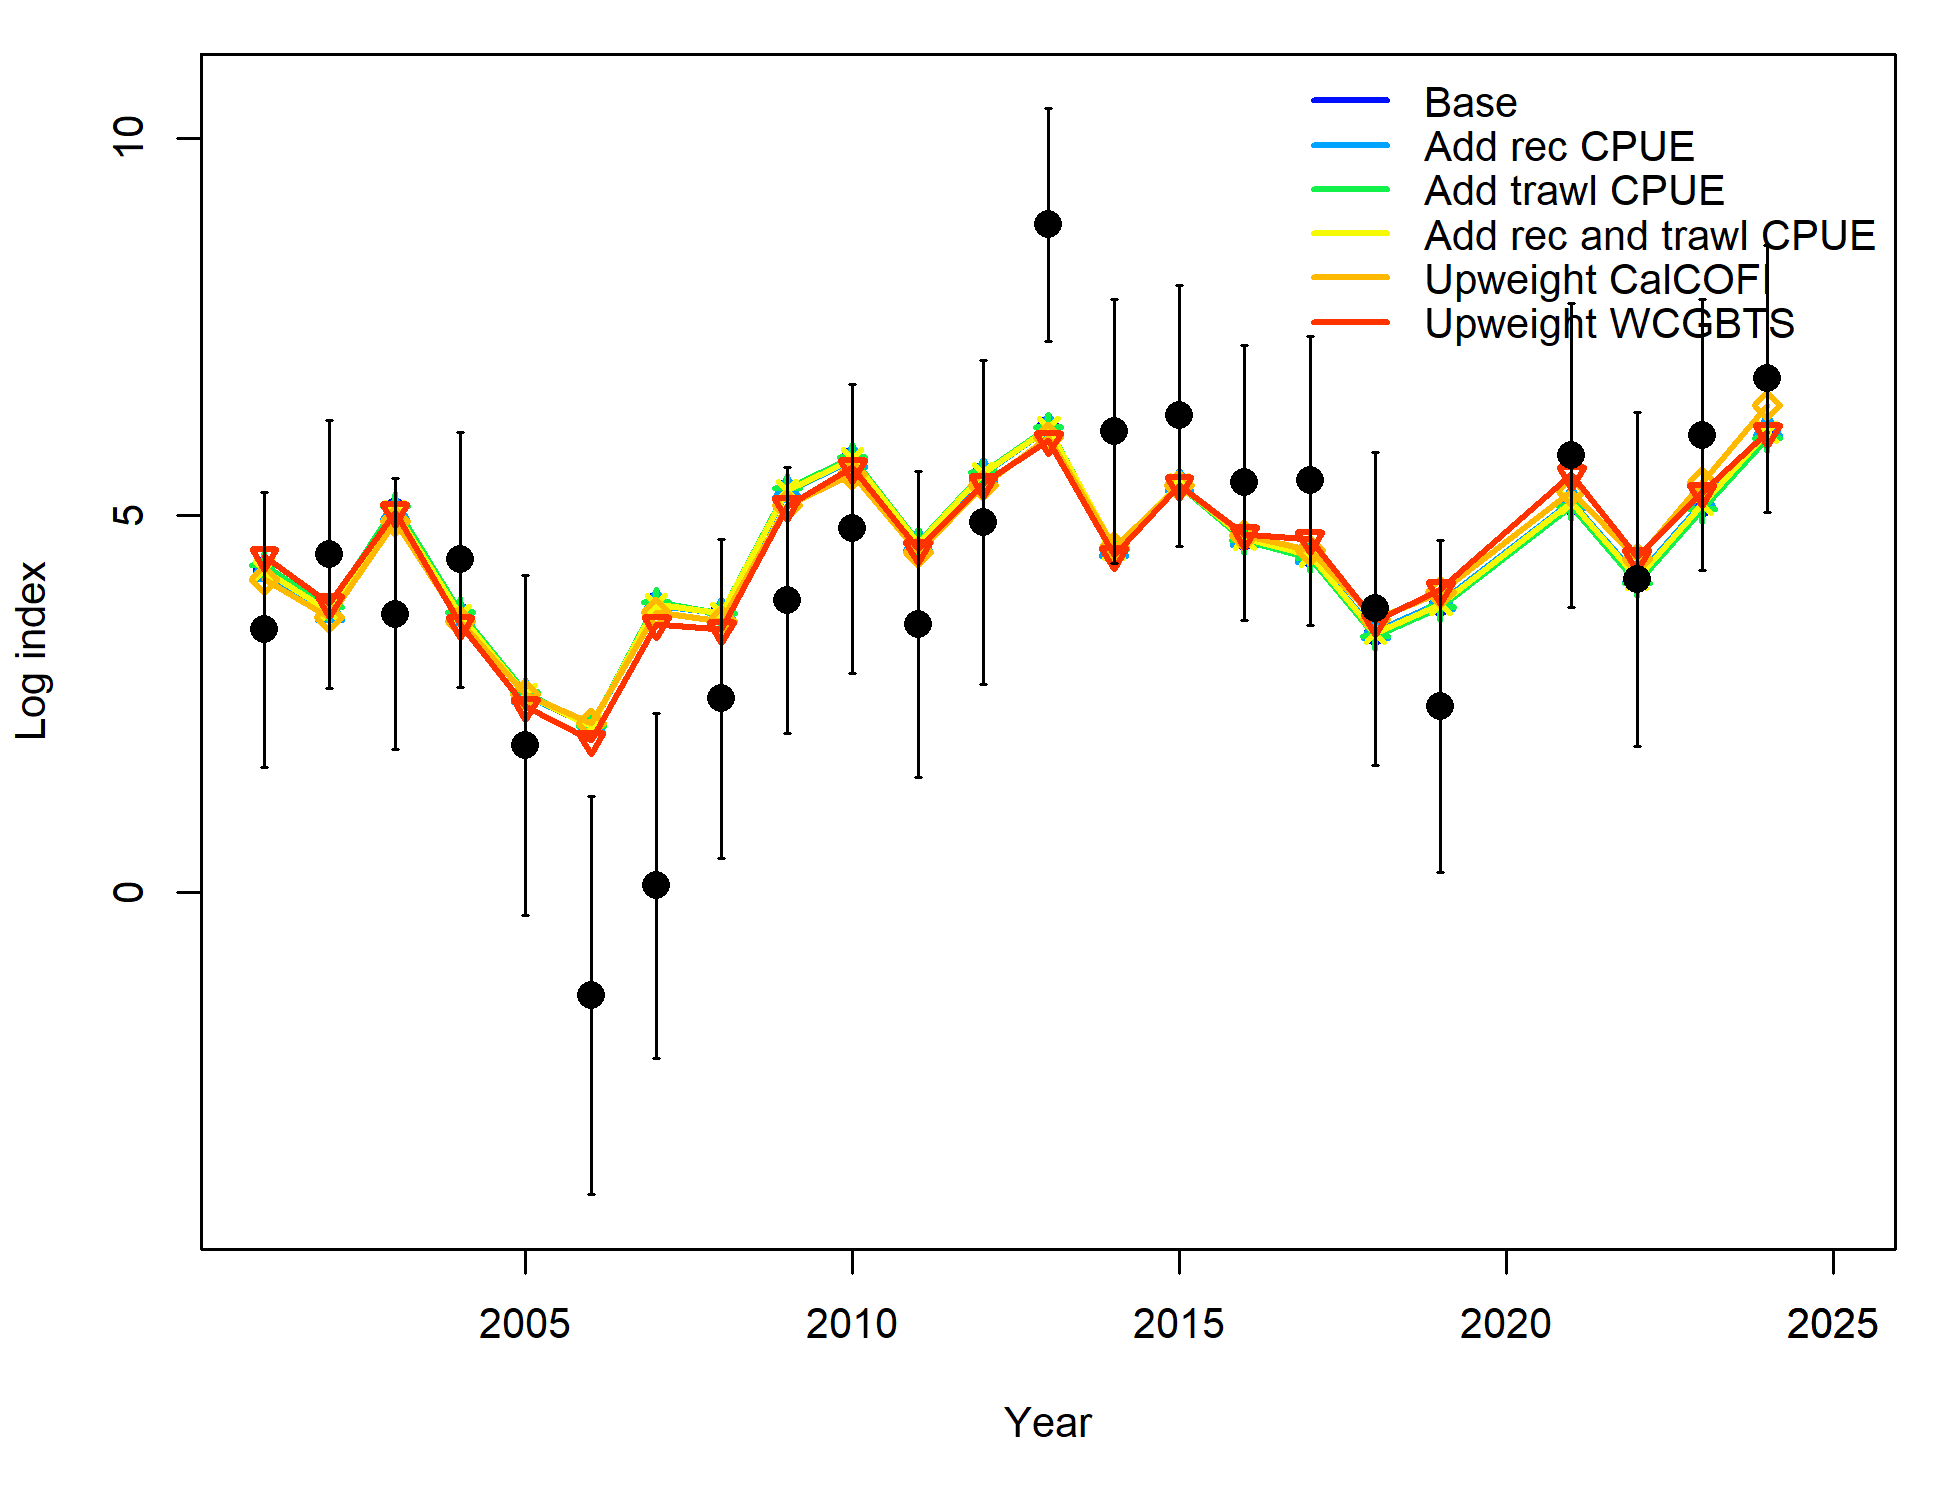 10
5
0
Log index
Base
Add rec CPUE
Add trawl CPUE
Add rec and trawl CPUE
Upweight CalCOFI
Upweight WCGBTS
2005 2010 2015 2020 2025
Year